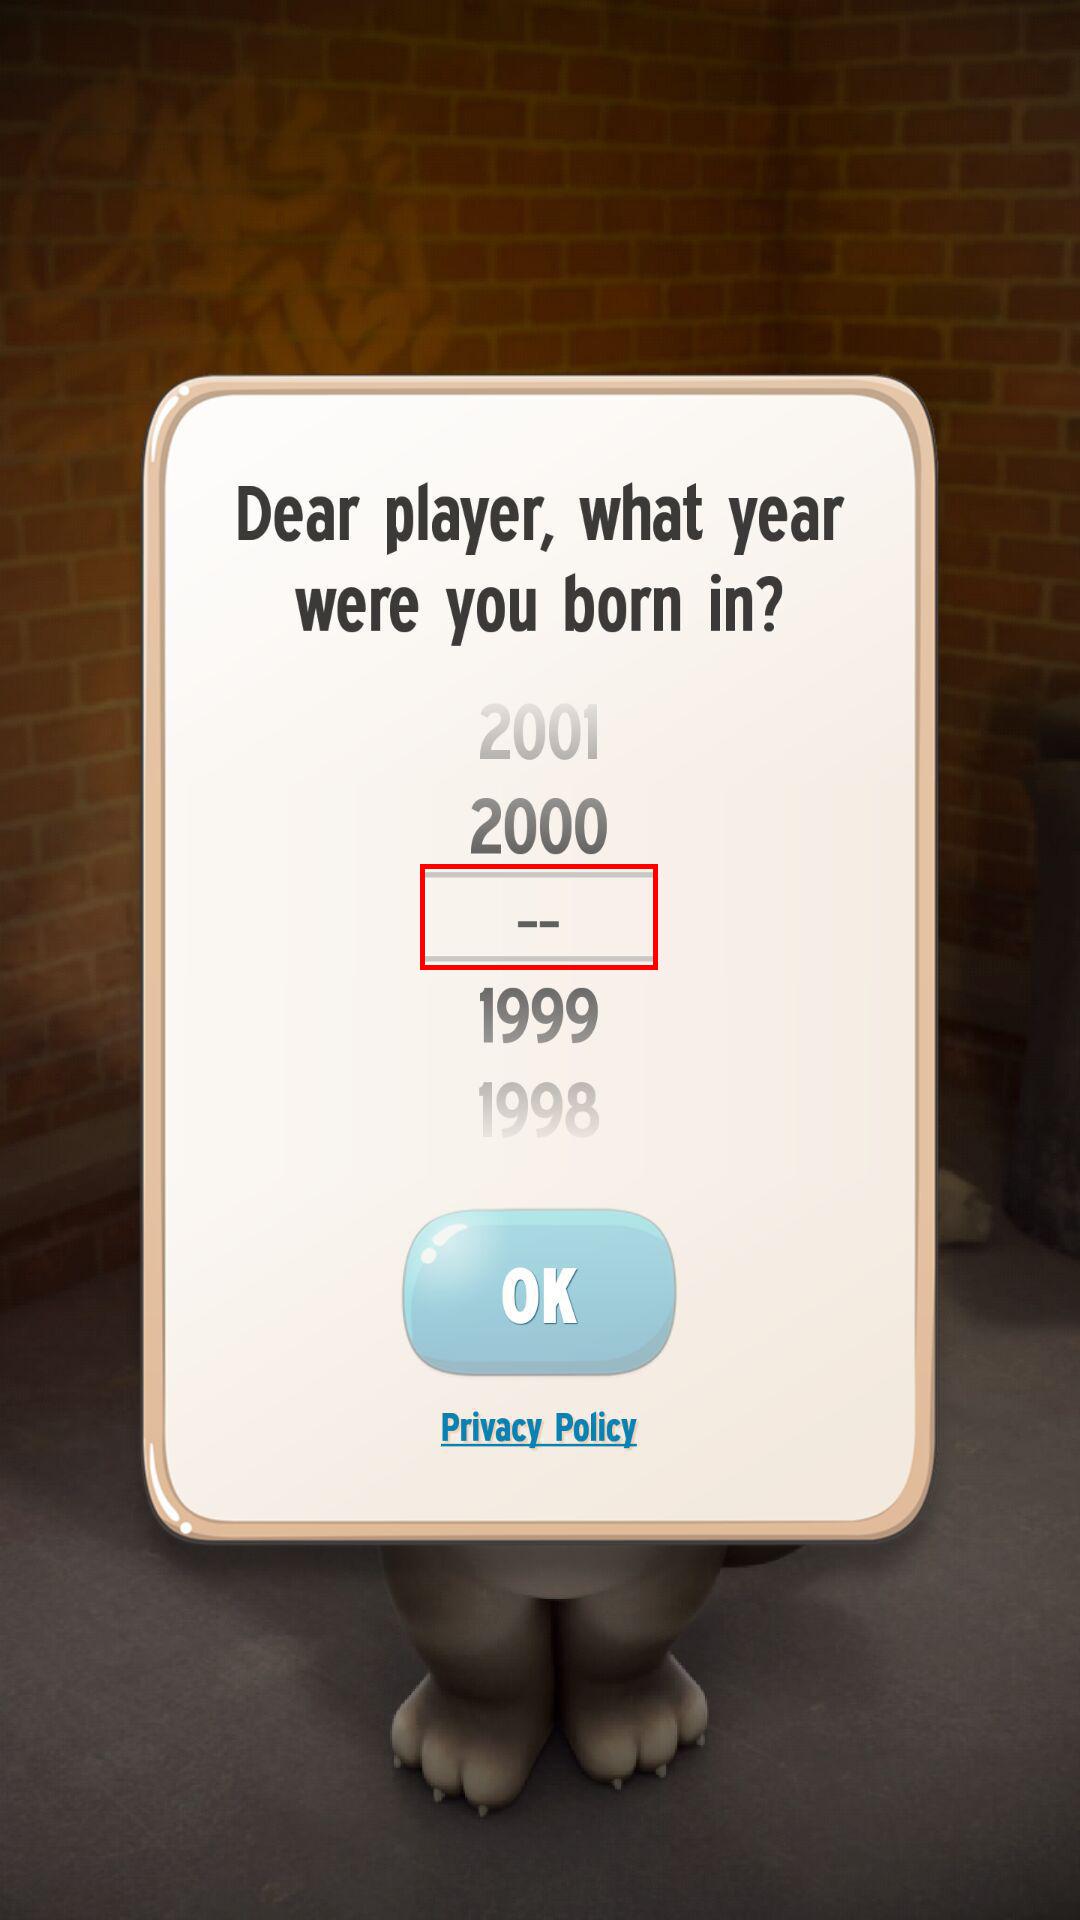 Dear player, what year
were you born in?
2001
2000
--
1999
1998
OK
Privacy Policy